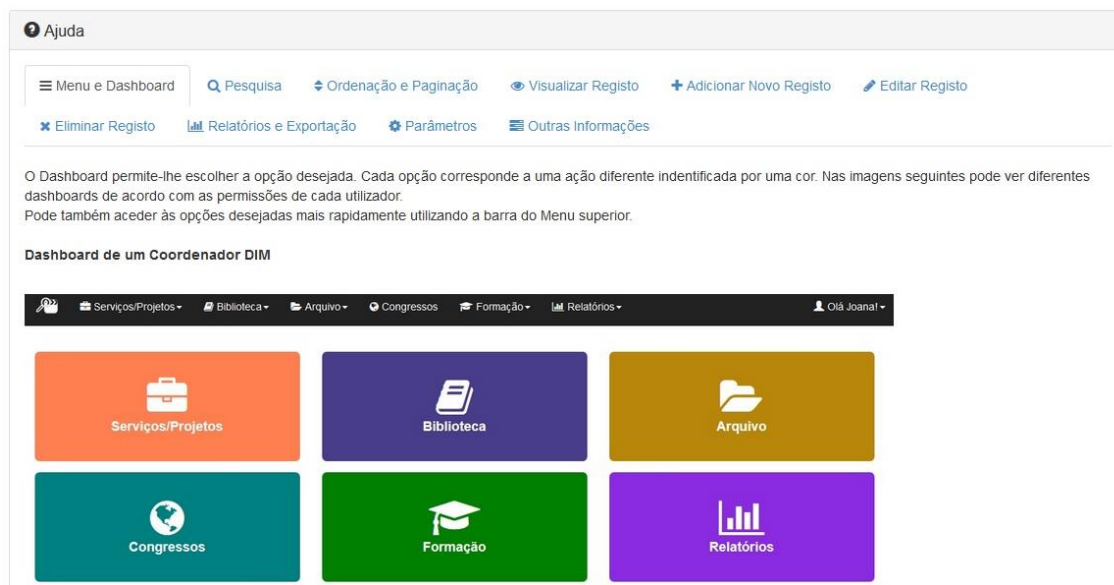 Ajuda
Menu e Dashboard
Pesquisa
Ordenação e Paginação
Visualizar Registo
Adicionar Novo Registo
Editar Registo
Eliminar Registo
Relatórios e Exportação
Parâmetros
Outras Informações
O Dashboard permite-lhe escolher a opção desejada. Cada opção corresponde a uma ação diferente indentificada por uma cor. Nas imagens seguintes pode ver diferentes
dashboards de acordo com as permissões de cada utilizador.
Pode também aceder às opções desejadas mais rapidamente utilizando a barra do Menu superior.
Dashboard de um Coordenador DIM
Serviços/Projetos
Biblioteca
Arquivo
Congressos
Formação
Relatórios
Olá Joana!
Serviços/Projetos
Biblioteca
Arquivo
Congressos
Formação
Relatórios